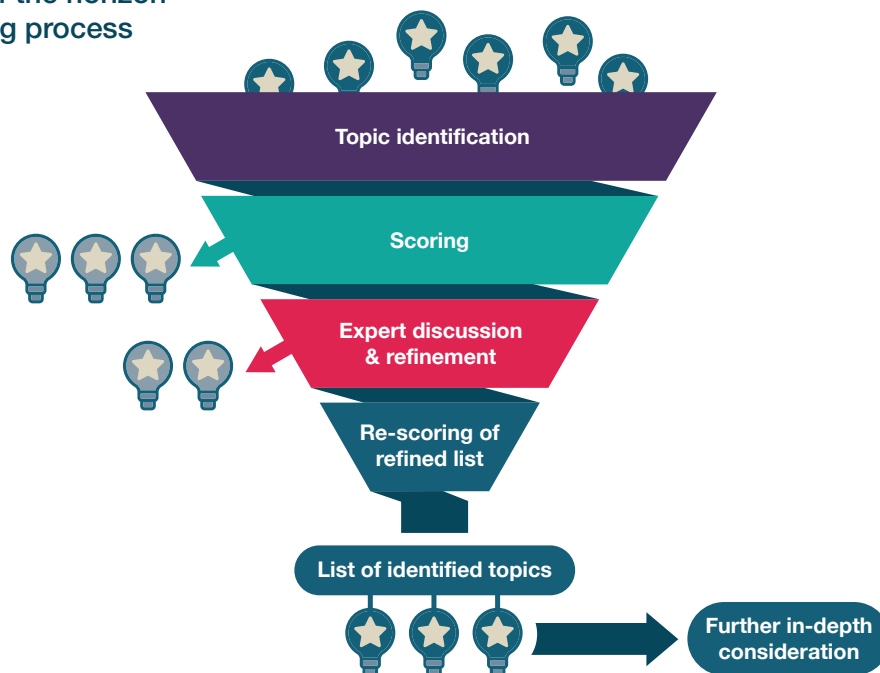 g process
Topic identification
Scoring
Expert discussion
& refinement
Re-scoring of
refined list
List of identified topics
Further in-depth
consideration